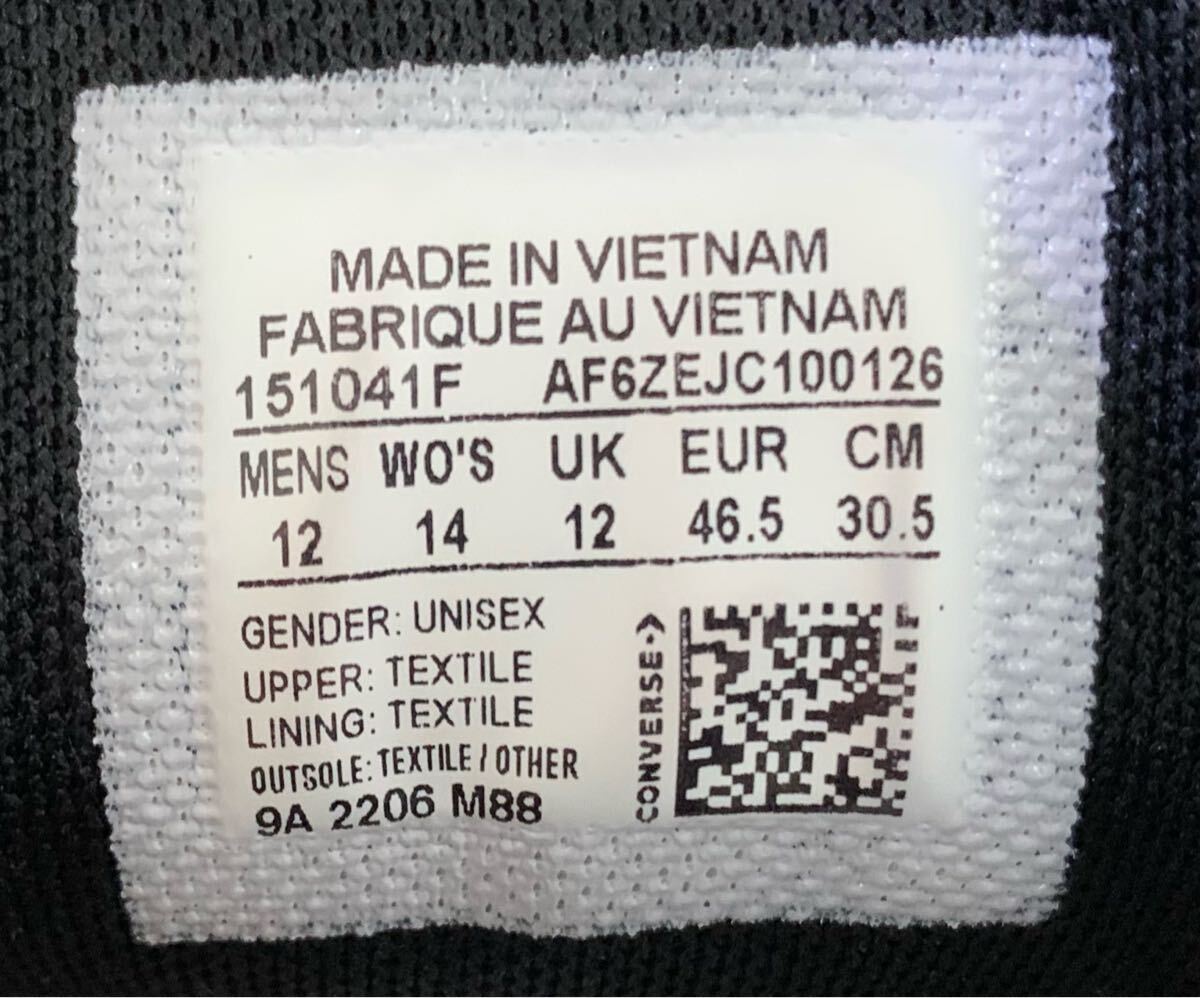 MADE IN VIETNAM
FABRIQUE AU VIETNAM
151041F AF6ZEJC100126
MENS WO'S UK EUR CM
12 14 12 46.5 30.5
GENDER: UNISEX
UPPER: TEXTILE
LINING: TEXTILE
OUTSOLE: TEXTILE / OTHER
9A 2206 M88
CONVERSE